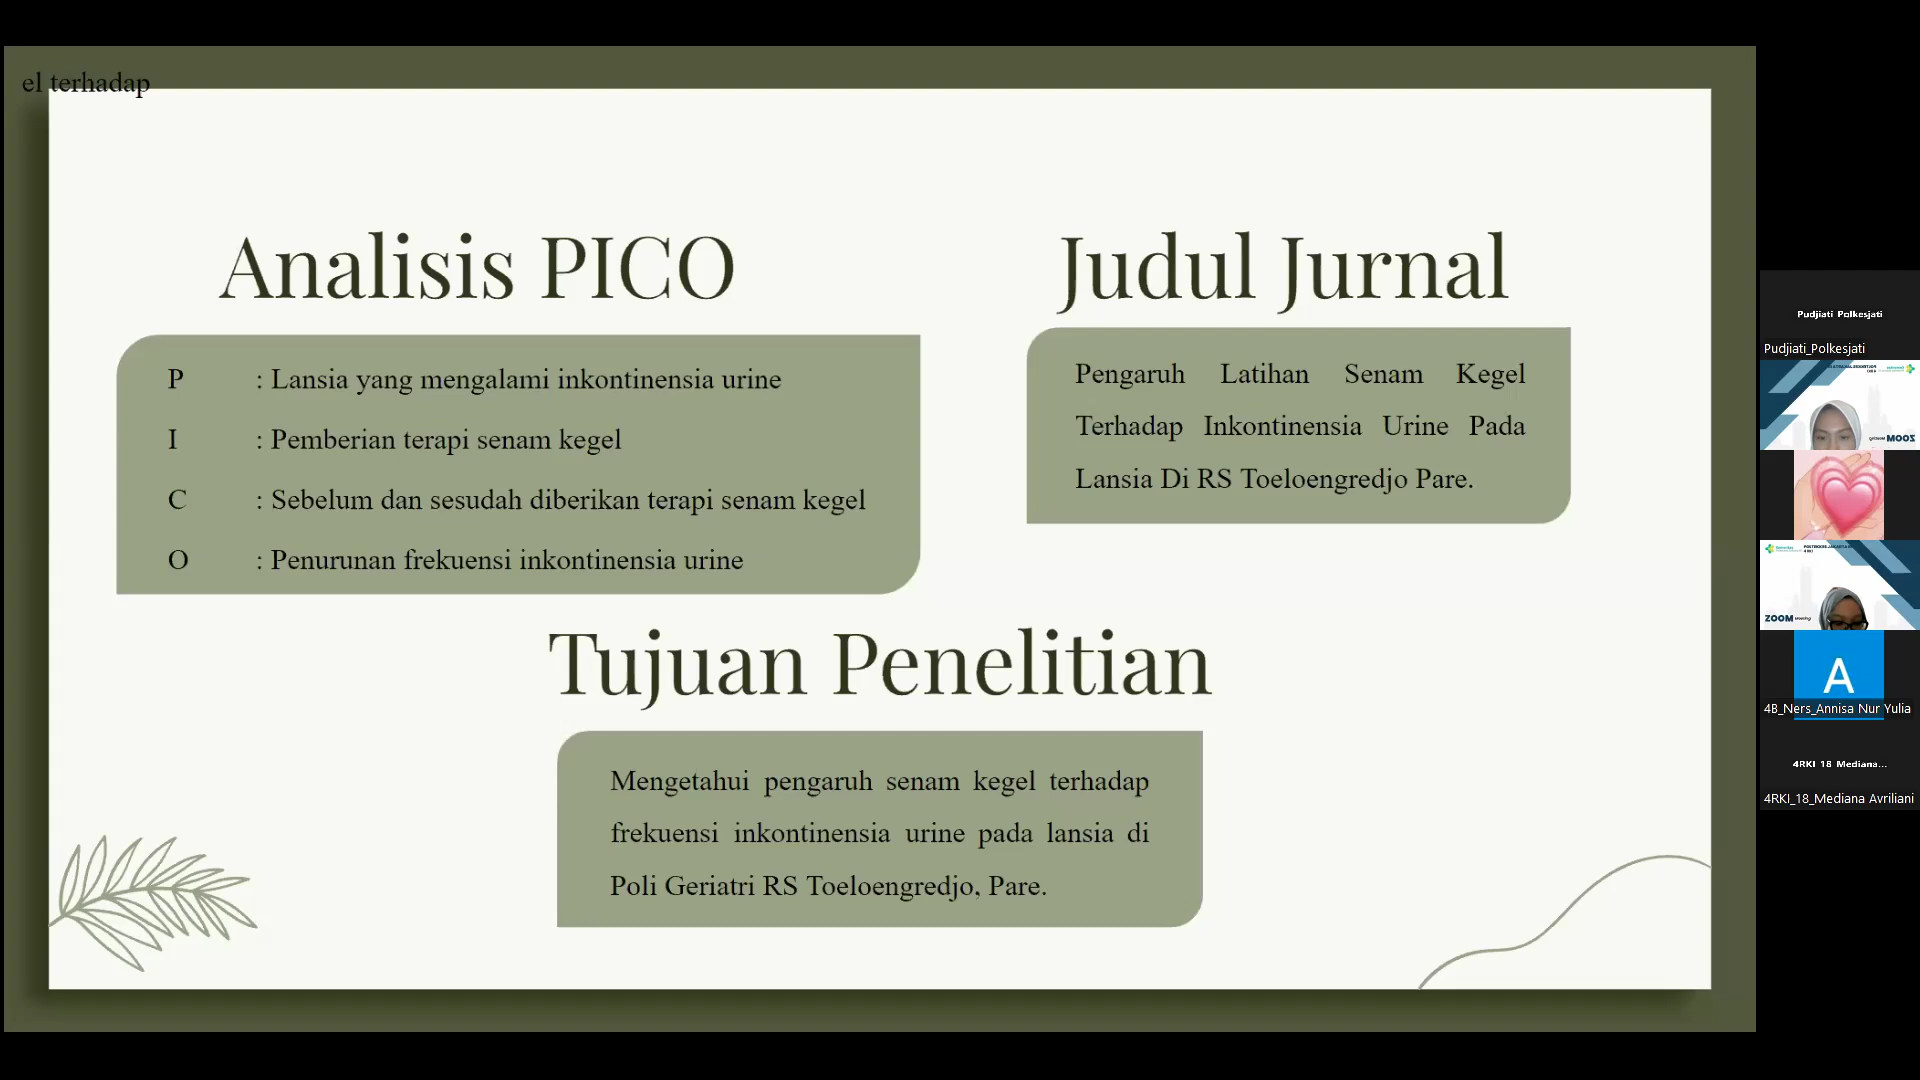 el terhadap
Analisis PICO
P : Lansia yang mengalami inkontinensia urine
I : Pemberian terapi senam kegel
C : Sebelum dan sesudah diberikan terapi senam kegel
O : Penurunan frekuensi inkontinensia urine
Judul Jurnal
Pengaruh Latihan Senam Kegel
Terhadap Inkontinensia Urine Pada
Lansia Di RS Toeloengredjo Pare.
Tujuan Penelitian
Mengetahui pengaruh senam kegel terhadap
frekuensi inkontinensia urine pada lansia di
Poli Geriatri RS Toeloengredjo, Pare.
Pudjiati Polkesjati
Pudjiati_Polkesjati
ZOOM
ZOOM
A
4B_Ners_Annisa Nur Yulia
4RKI 18 Mediana...
4RKI_18_Mediana Avriliani